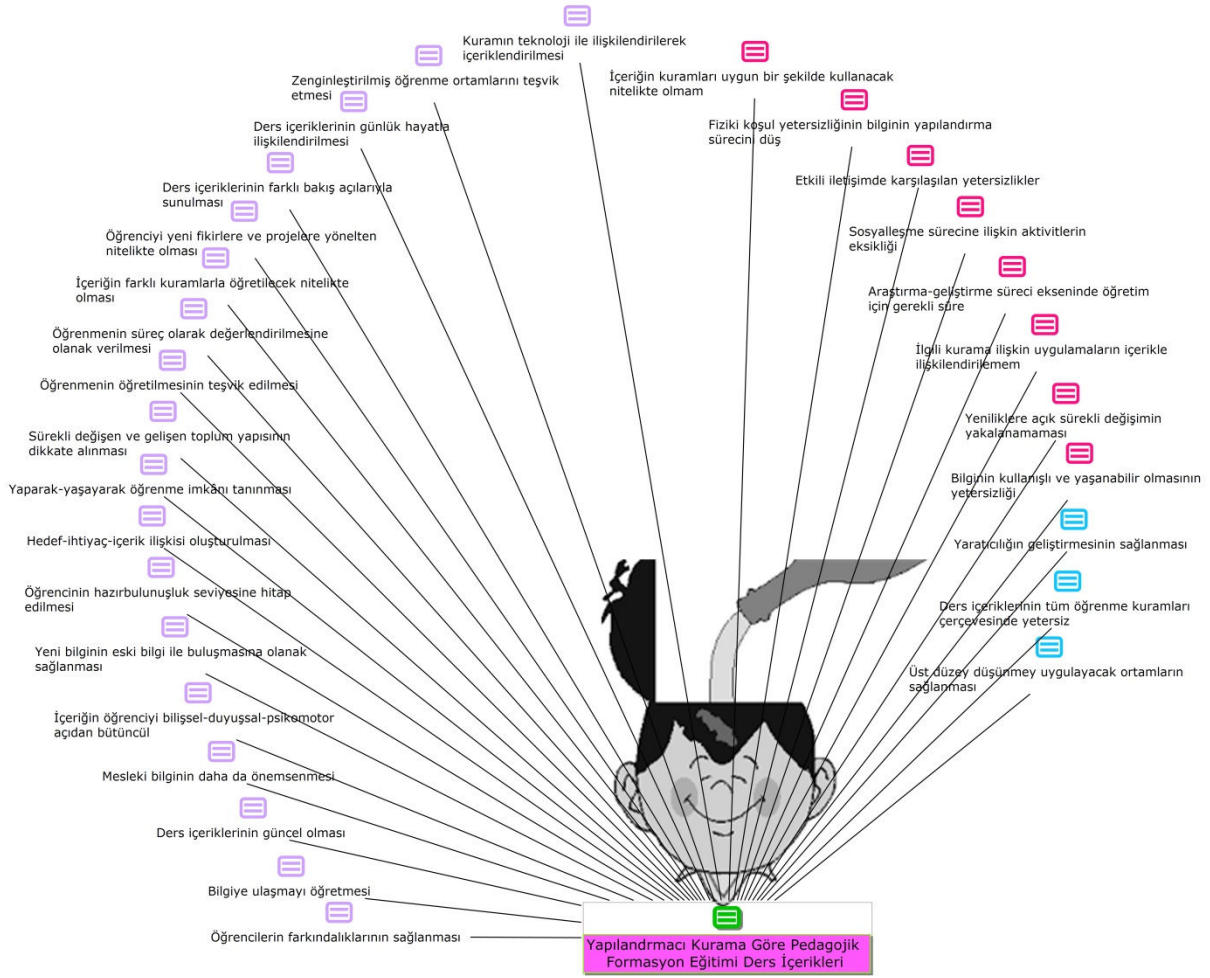 Kuramın teknoloji ile ilişkilendirilerek
içeriklendirilmesi
Zenginleştirilmiş öğrenme ortamlarını teşvik
etmesi
Ders içeriklerinin günlük hayatla
ilişkilendirilmesi
Ders içeriklerinin farklı bakış açılarıyla
sunulması
Öğrenciyi yeni fikirlere ve projelere yönelten
nitelikte olması
İçeriğin farklı kuramlarla öğretilecek nitelikte
olması
Öğrenmenin süreç olarak değerlendirilmesine
olanak verilmesi
Öğrenmenin öğretilmesinin teşvik edilmesi
Sürekli değişen ve gelişen toplum yapısının
dikkate alınması
Yaparak-yaşayarak öğrenme imkânı tanınması
Hedef-ihtiyaç-içerik ilişkisi oluşturulması
Öğrencinin hazırbulunuşluk seviyesine hitap
edilmesi
Yeni bilginin eski bilgi ile buluşmasına olanak
sağlanması
İçeriğin öğrenciyi bilişsel-duyuşsal-psikomotor
açıdan bütüncül
Mesleki bilginin daha da önemsenmesi
Ders içeriklerinin güncel olması
Bilgiye ulaşmayı öğretmesi
Öğrencilerin farkındalıklarının sağlanması
İçeriğin kuramları uygun bir şekilde kullanacak
nitelikte olmam
Fiziki koşul yetersizliğinin bilginin yapılandırma
sürecini düş
Etkili iletişimde karşılaşılan yetersizlikler
Sosyalleşme sürecine ilişkin aktivitlerin
eksikliği
Araştırma-geliştirme süreci ekseninde öğretim
için gerekli süre
İlgili kurama ilişkin uygulamaların içerikle
ilişkilendirilemem
Yeniliklere açık sürekli değişimin
yakalanamaması
Bilginin kullanışlı ve yaşanabilir olmasının
yetersizliği
Yaratıcılığın geliştirmesinin sağlanması
Ders içeriklerinin tüm öğrenme kuramları
çerçevesinde yetersiz
Üst düzey düşünmey uygulayacak ortamların
sağlanması
Yapılandrmacı Kurama Göre Pedagojik
Formasyon Eğitimi Ders İçerikleri